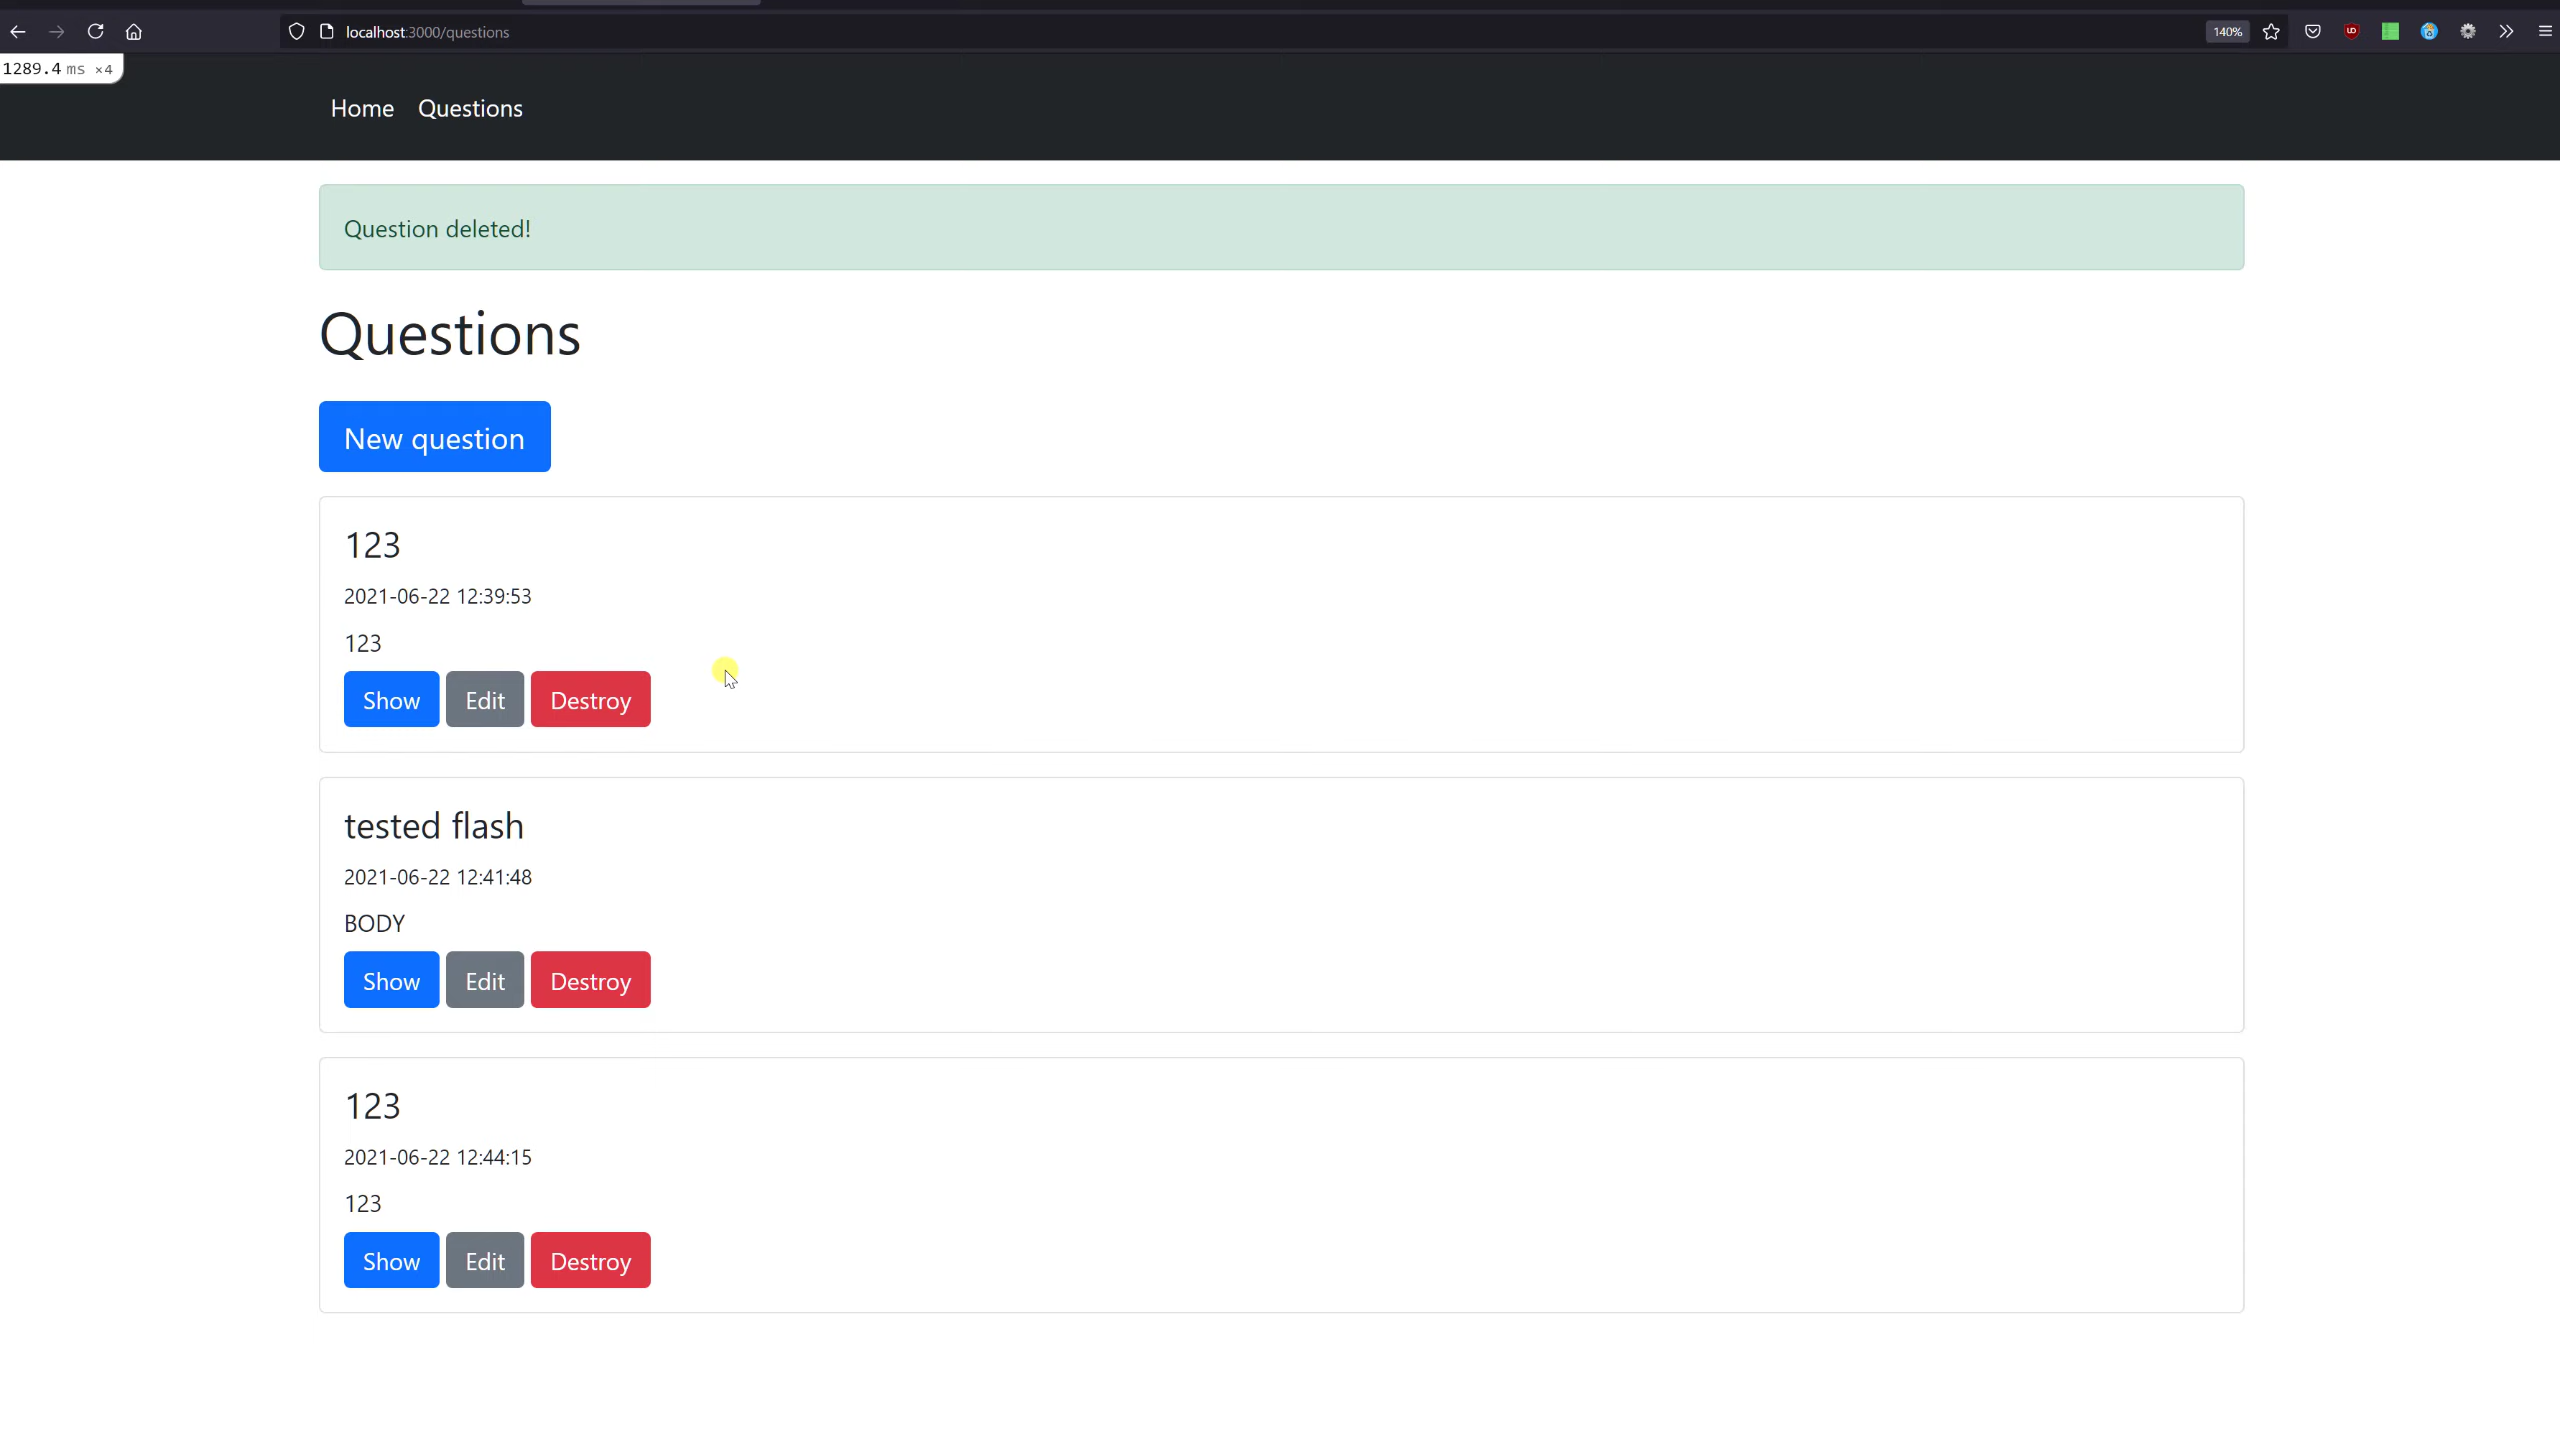 localhost:3000/questions
140%
1289.4 ms ×4
Home Questions
Question deleted!
Questions
New question
123
2021-06-22 12:39:53
123
Show Edit Destroy
tested flash
2021-06-22 12:41:48
BODY
Show Edit Destroy
123
2021-06-22 12:44:15
123
Show Edit Destroy